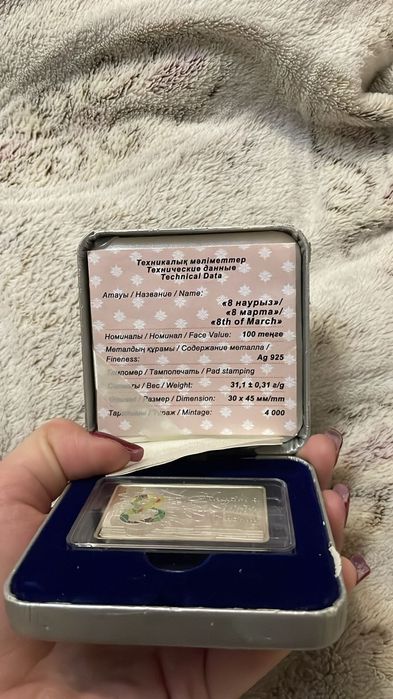 Техникалық мәліметтер
Технические данные
Technical Data
Атауы / Название / Name:
«8 наурыз»/
«8 марта»/
«8th of March»
Номиналы / Номинал / Face Value: 100 теңге
Металдың құрамы / Содержание металла /
Fineness: Ag 925
Тампопечать / Pad stamping
/ Вес / Weight: 31,1 ± 0,31 г/g
/ Размер / Dimension: 30 x 45 мм/mm
/ Тираж / Mintage: 4 000
8